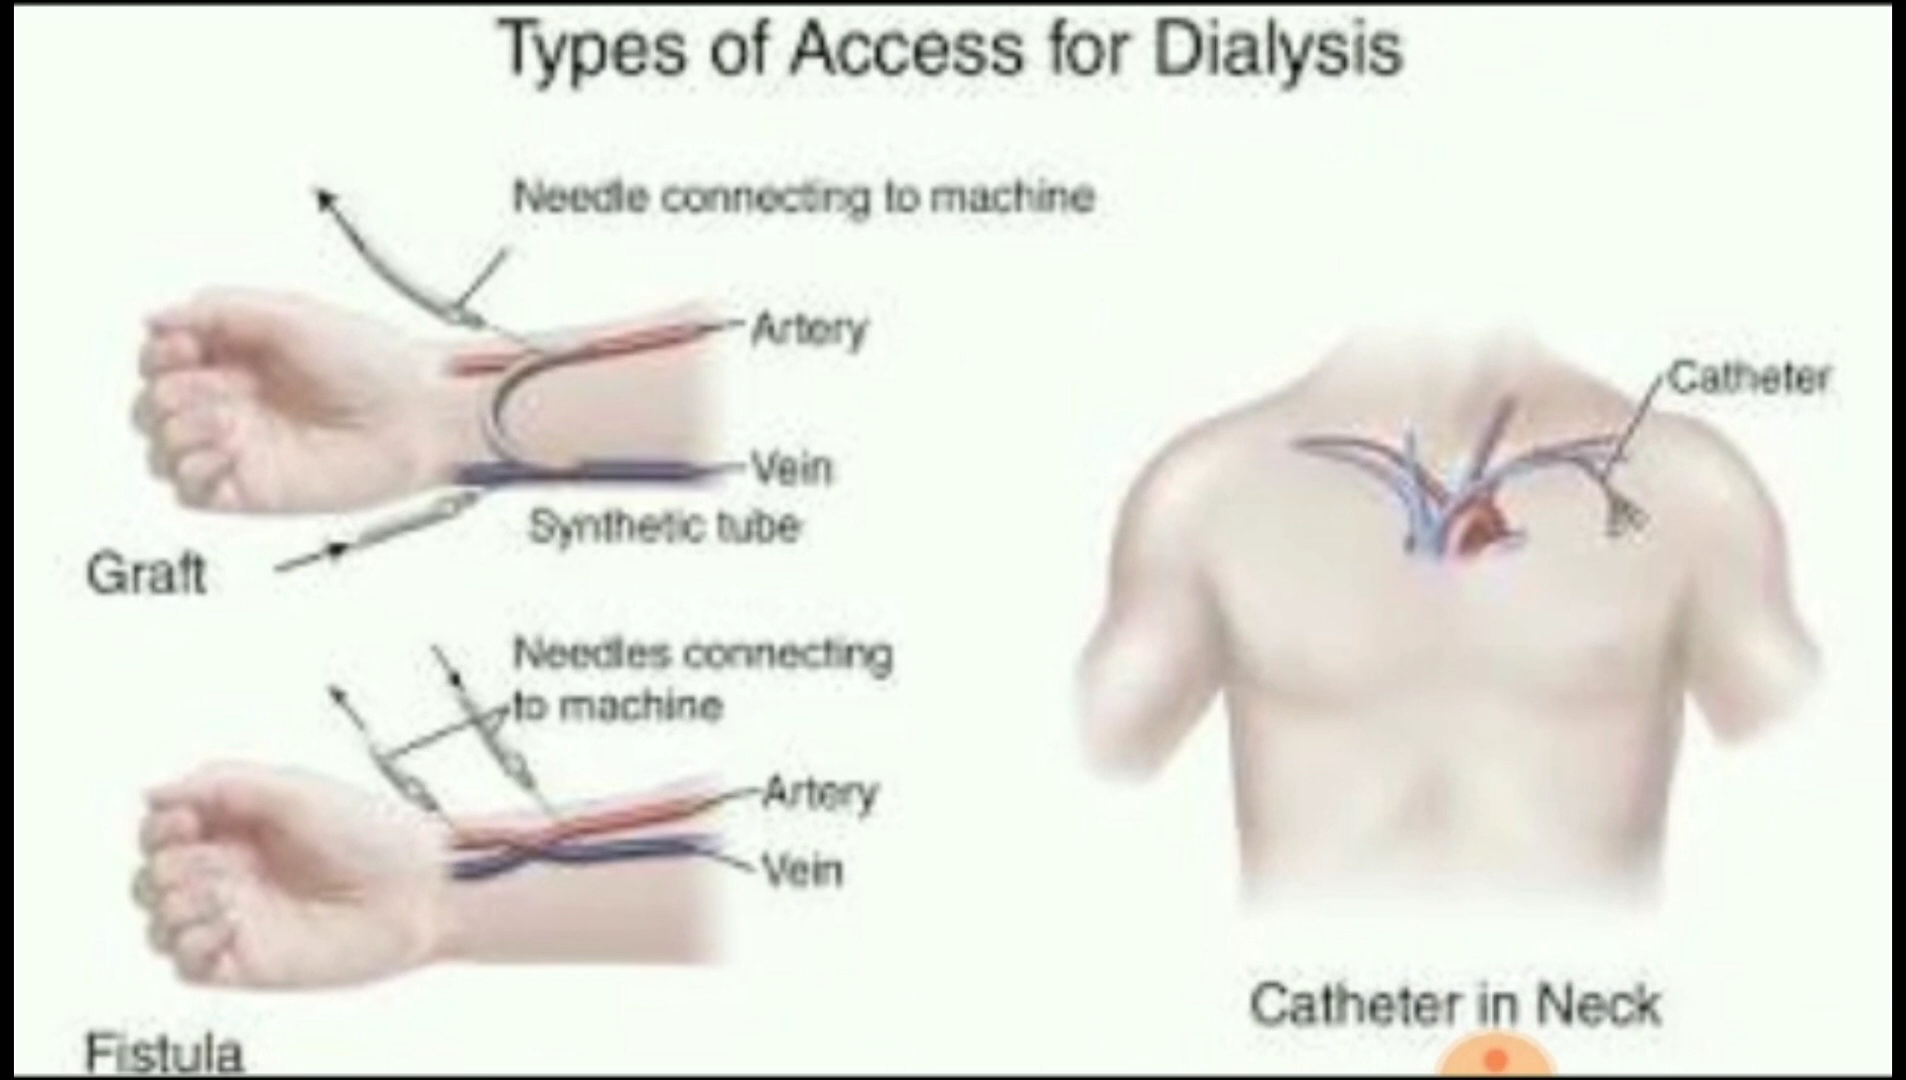 Types of Access for Dialysis
Needle connecting to machine
Artery
Vein
Synthetic tube
Graft
Needles connecting
to machine
Artery
Vein
Fistula
Catheter
Catheter in Neck